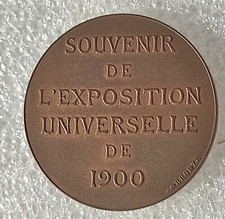 SOUVENIR
DE
L'EXPOSITION
UNIVERSELLE
DE
1900